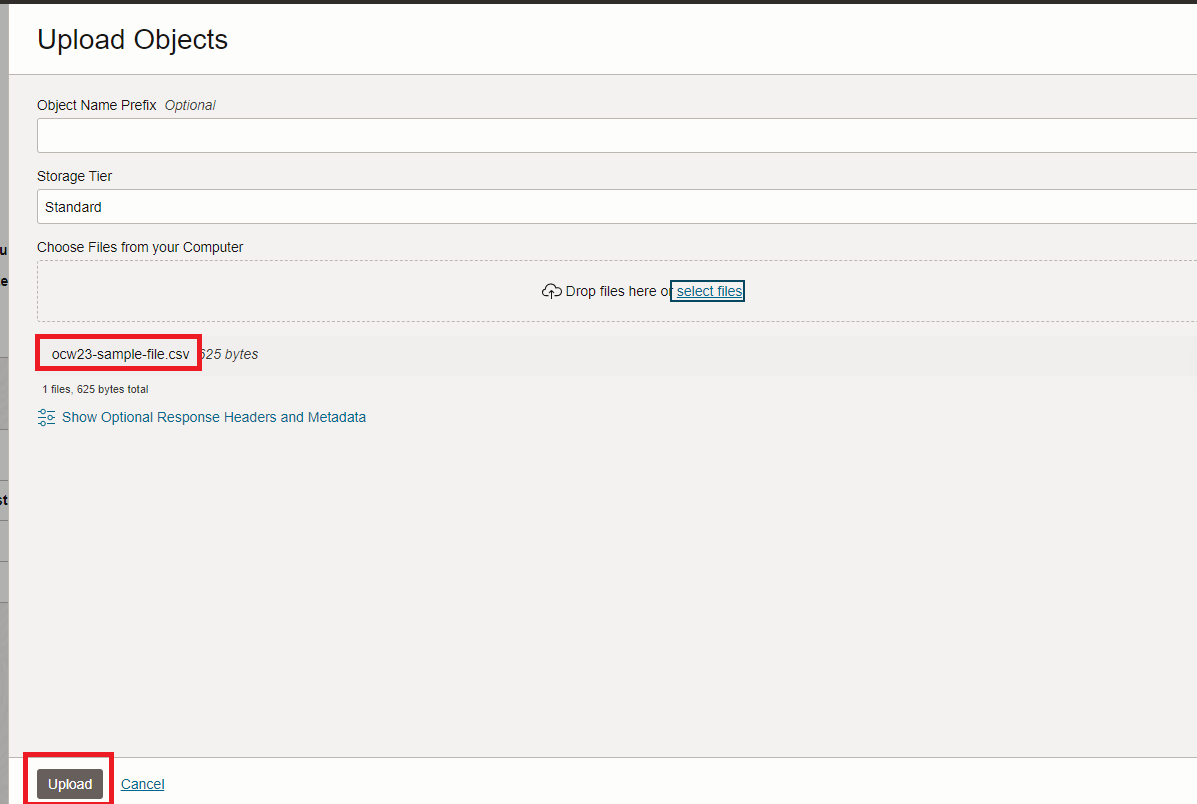 Upload Objects
Object Name Prefix Optional
Storage Tier
Standard
Choose Files from your Computer
Drop files here or select files
ocw23-sample-file.csv 625 bytes
1 files, 625 bytes total
Show Optional Response Headers and Metadata
Upload Cancel